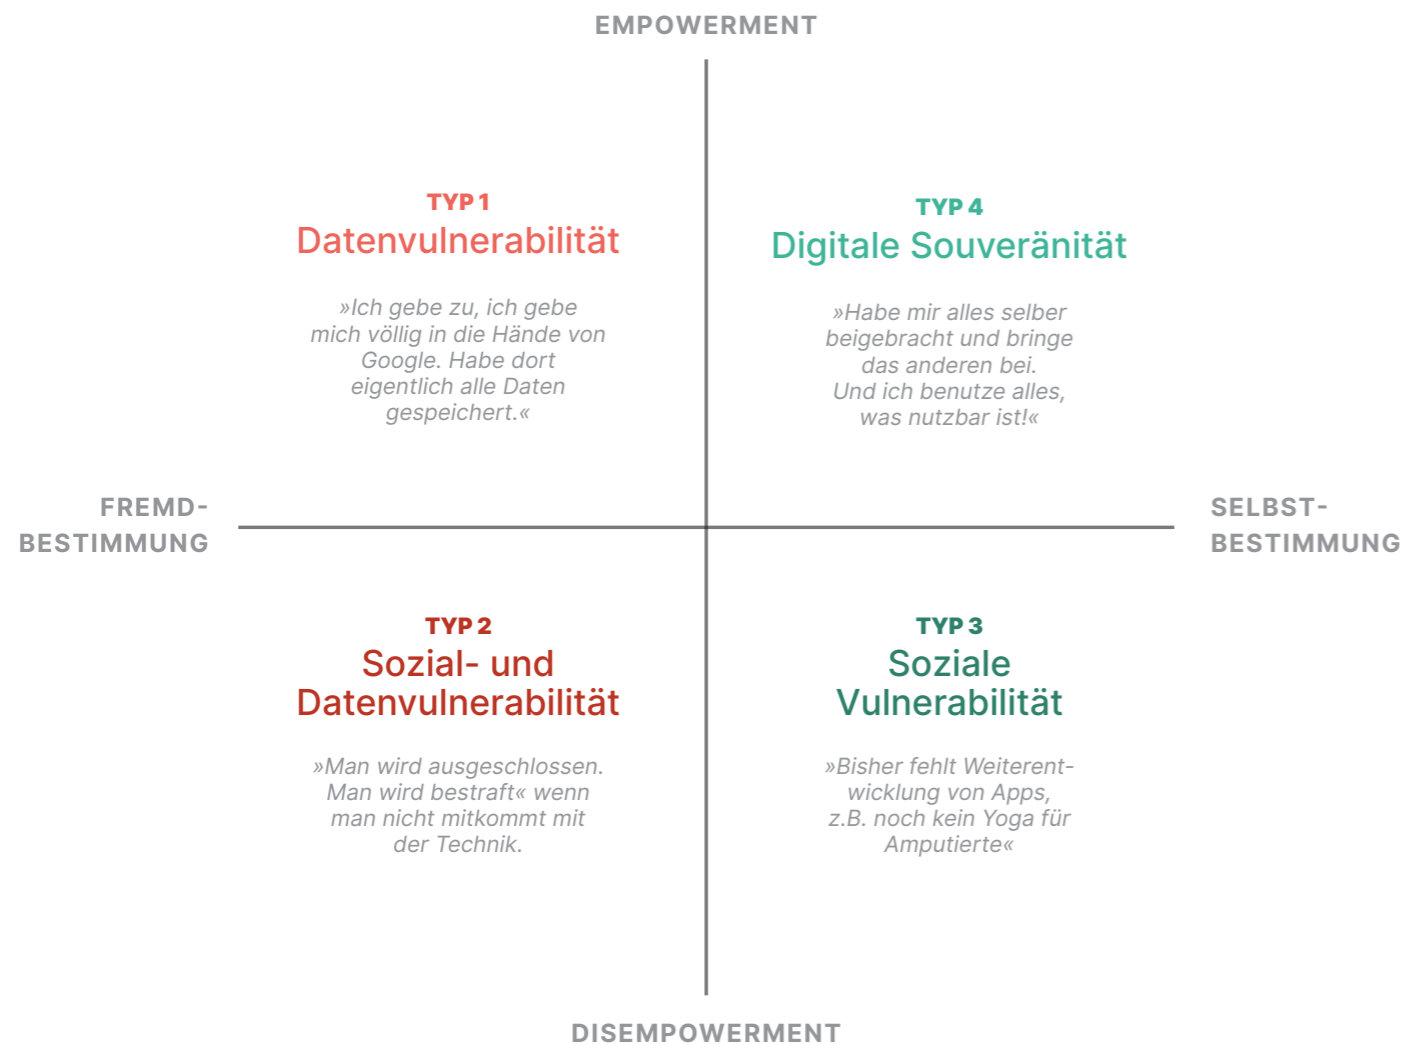 EMPOWERMENT
TYP 1
Datenvulnerabilität
»Ich gebe zu, ich gebe
mich völlig in die Hände von
Google. Habe dort
eigentlich alle Daten
gespeichert.«
TYP 4
Digitale Souveränität
»Habe mir alles selber
beigebracht und bringe
das anderen bei.
Und ich benutze alles,
was nutzbar ist!«
FREMD-
BESTIMMUNG
SELBST-
BESTIMMUNG
TYP 2
Sozial- und
Datenvulnerabilität
»Man wird ausgeschlossen.
Man wird bestraft« wenn
man nicht mitkommt mit
der Technik.
TYP 3
Soziale
Vulnerabilität
»Bisher fehlt Weiterent-
wicklung von Apps,
z.B. noch kein Yoga für
Amputierte«
DISEMPOWERMENT